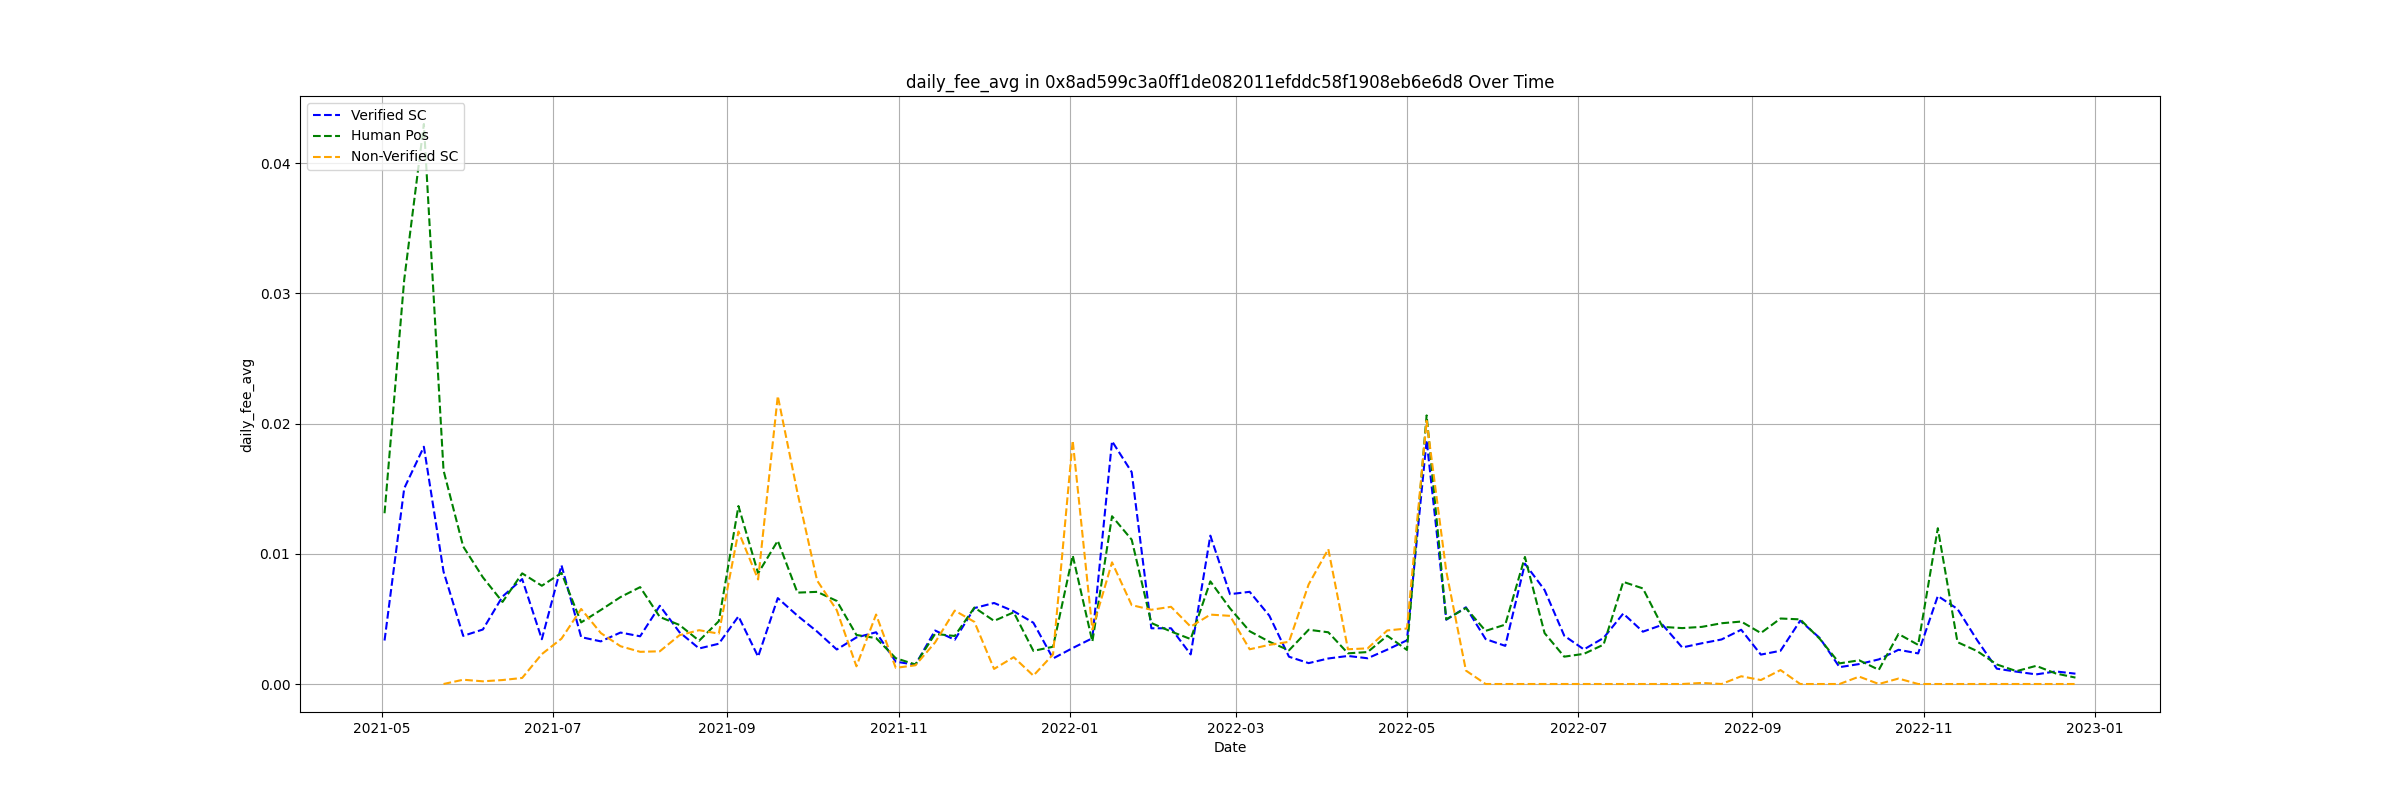 daily_fee_avg in 0x8ad599c3a0ff1de082011efddc58f1908eb6e6d8 Over Time
Verified SC
Human Pos
Non-Verified SC
daily_fee_avg
0.04
0.03
0.02
0.01
0.00
2021-05 2021-07 2021-09 2021-11 2022-01 2022-03 2022-05 2022-07 2022-09 2022-11 2023-01
Date